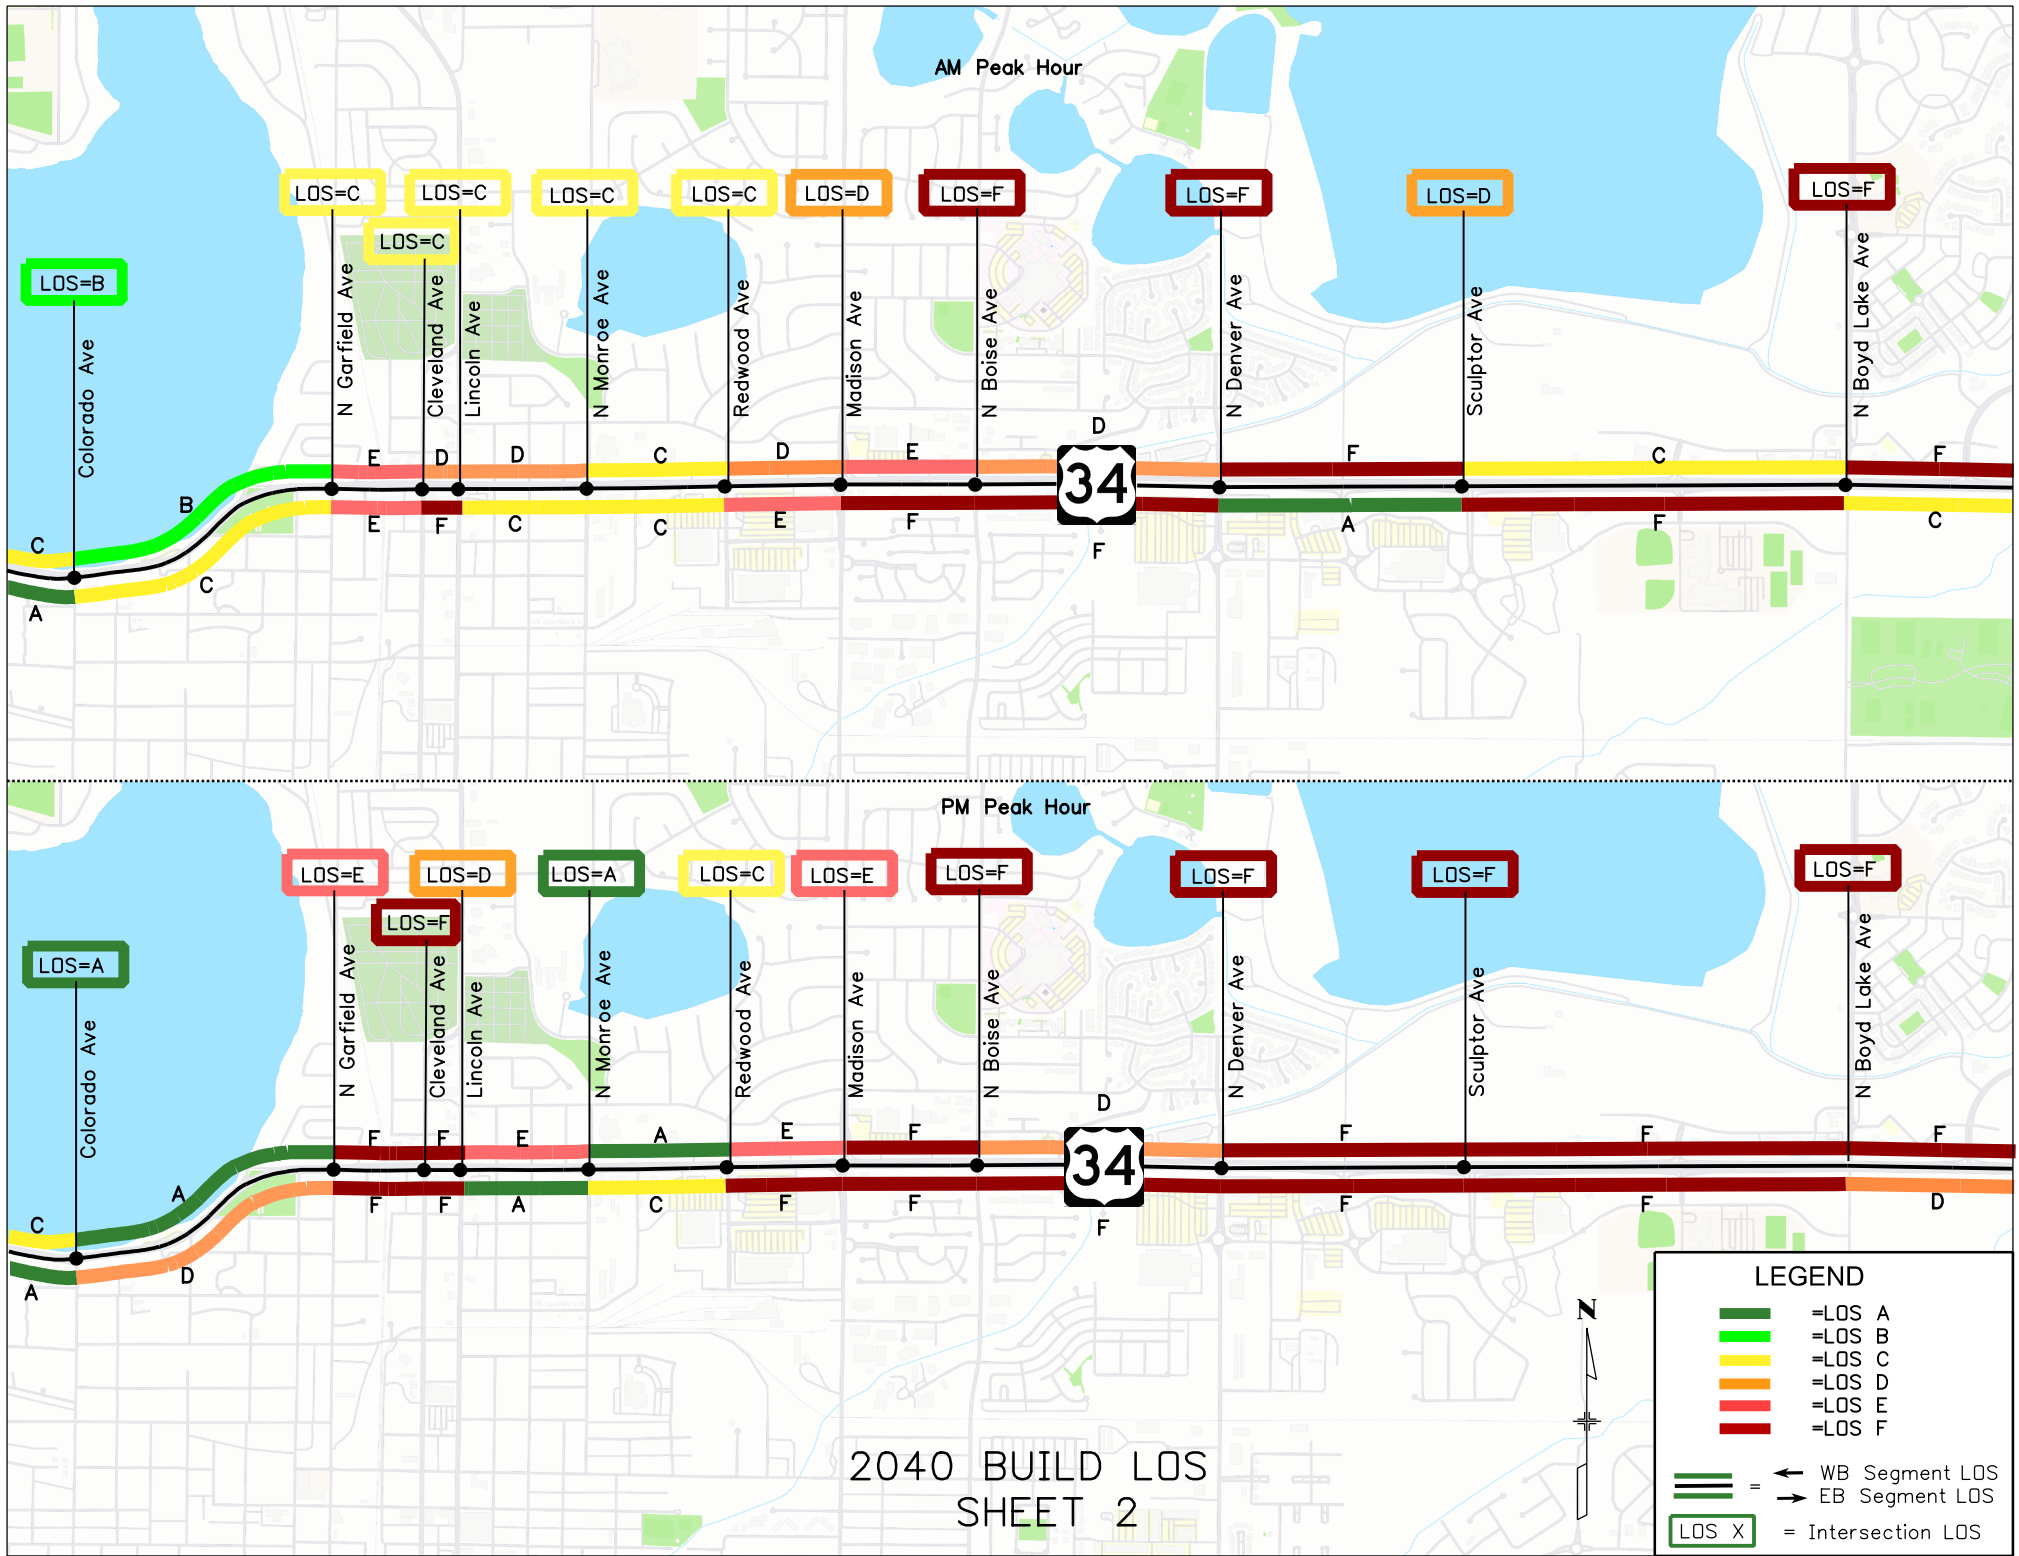 AM Peak Hour
LOS=C
LOS=C
LOS=C
LOS=C
LOS=D
LOS=F
LOS=F
LOS=D
LOS=F
LOS=C
LOS=B
Colorado Ave
N Garfield Ave
Cleveland Ave
Lincoln Ave
N Monroe Ave
Redwood Ave
Madison Ave
N Boise Ave
N Denver Ave
Sculptor Ave
N Boyd Lake Ave
C
B
E
D
D
C
D
E
D
F
C
F
34
A
C
E
F
C
C
E
F
F
A
F
C
PM Peak Hour
LOS=E
LOS=D
LOS=A
LOS=C
LOS=E
LOS=F
LOS=F
LOS=F
LOS=F
LOS=F
LOS=A
Colorado Ave
N Garfield Ave
Cleveland Ave
Lincoln Ave
N Monroe Ave
Redwood Ave
Madison Ave
N Boise Ave
N Denver Ave
Sculptor Ave
N Boyd Lake Ave
C
A
F
F
E
A
E
F
D
F
F
F
34
A
D
F
F
A
C
F
F
F
F
F
D
LEGEND
=LOS A
=LOS B
=LOS C
=LOS D
=LOS E
=LOS F
= WB Segment LOS
EB Segment LOS
LOS X = Intersection LOS
N
2040 BUILD LOS
SHEET 2